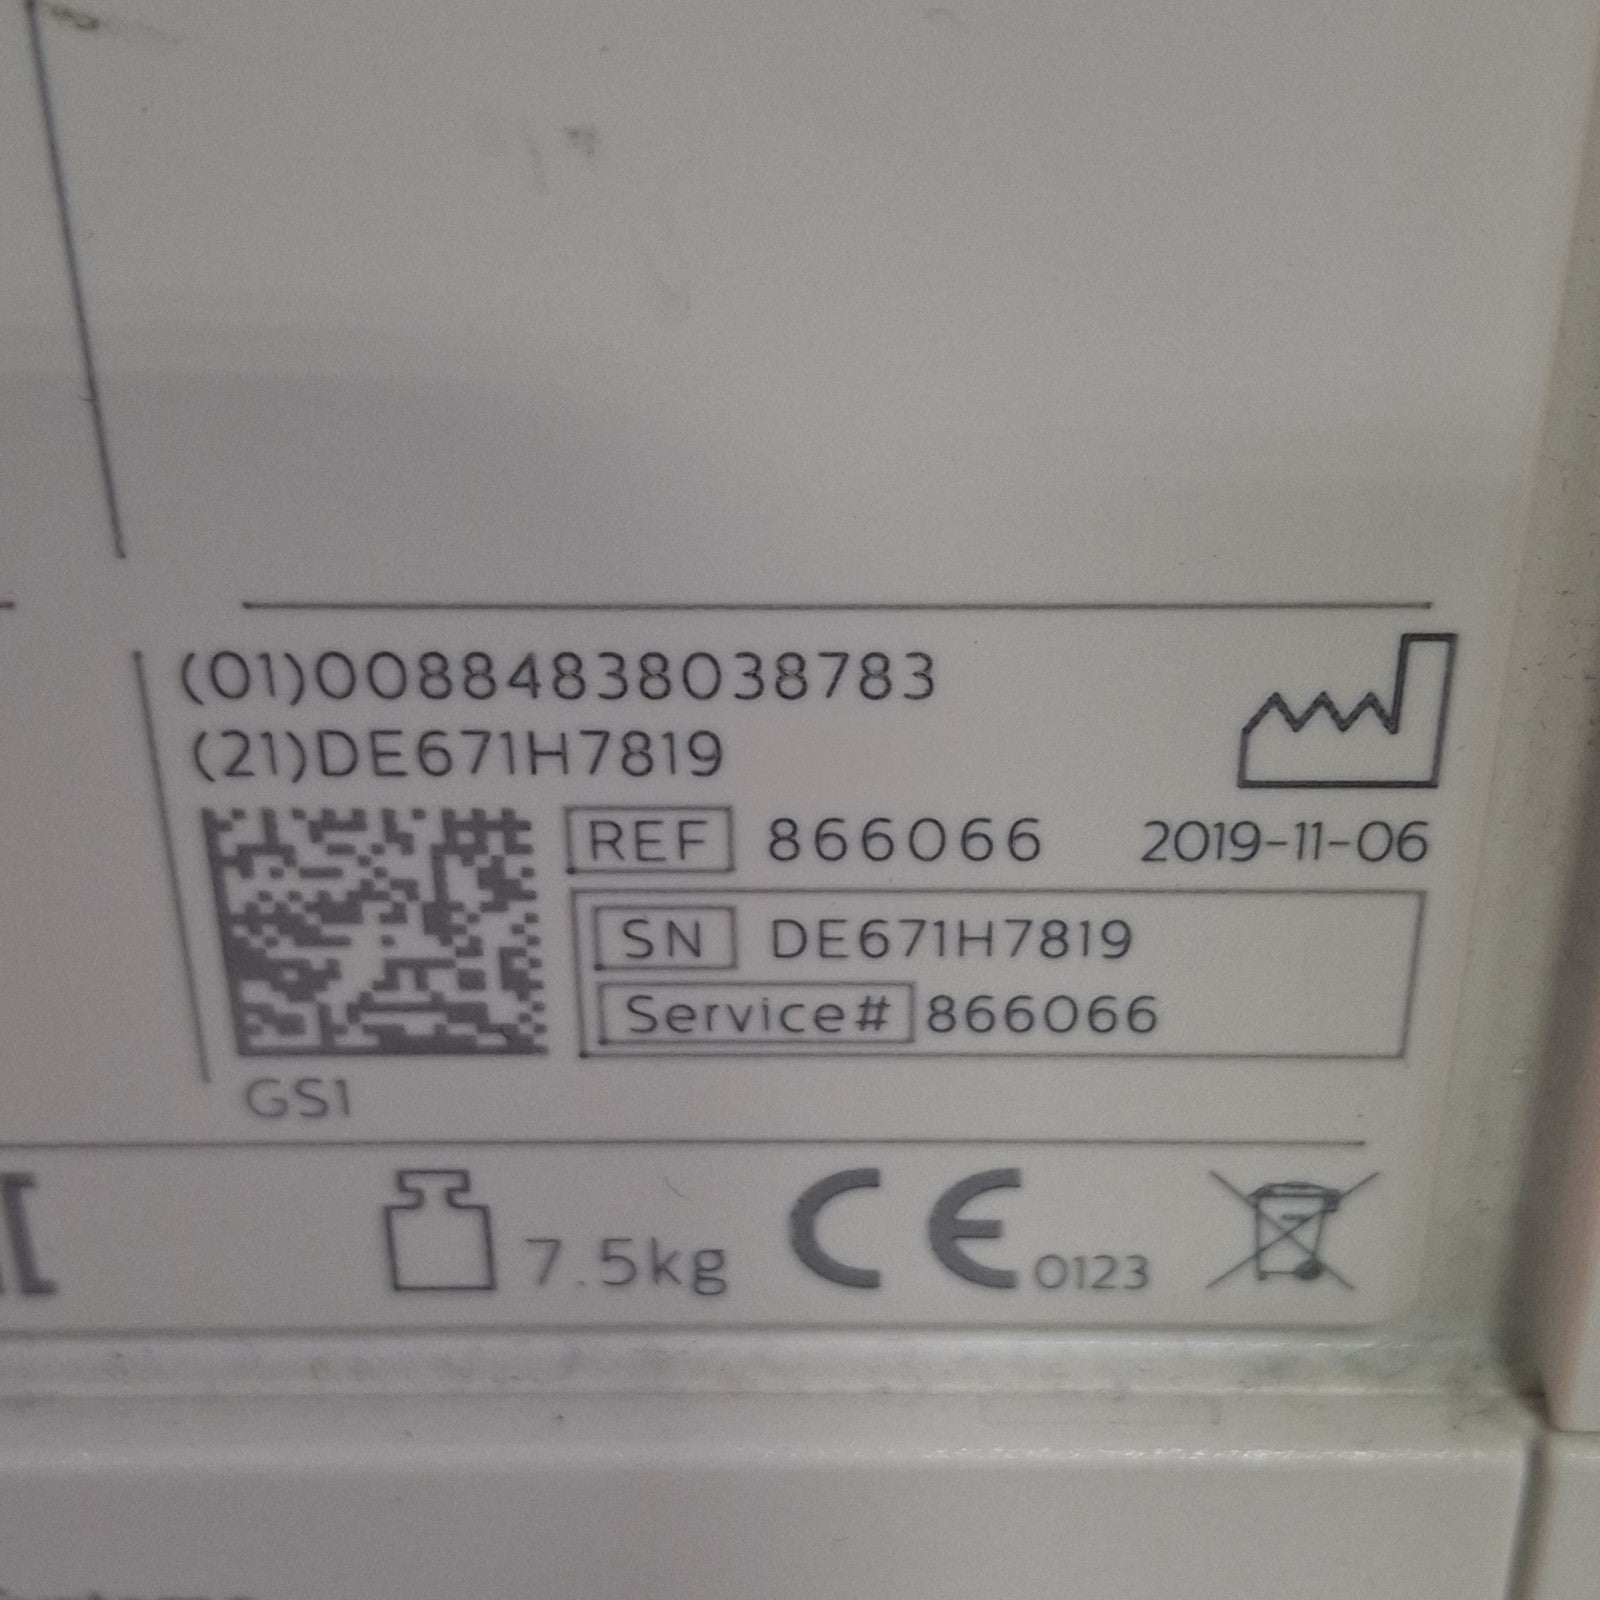 (01)00884838038783
(21)DE671H7819
REF 866066 2019-11-06
SN DE671H7819
Service# 866066
GS1
7.5kg CE 0123